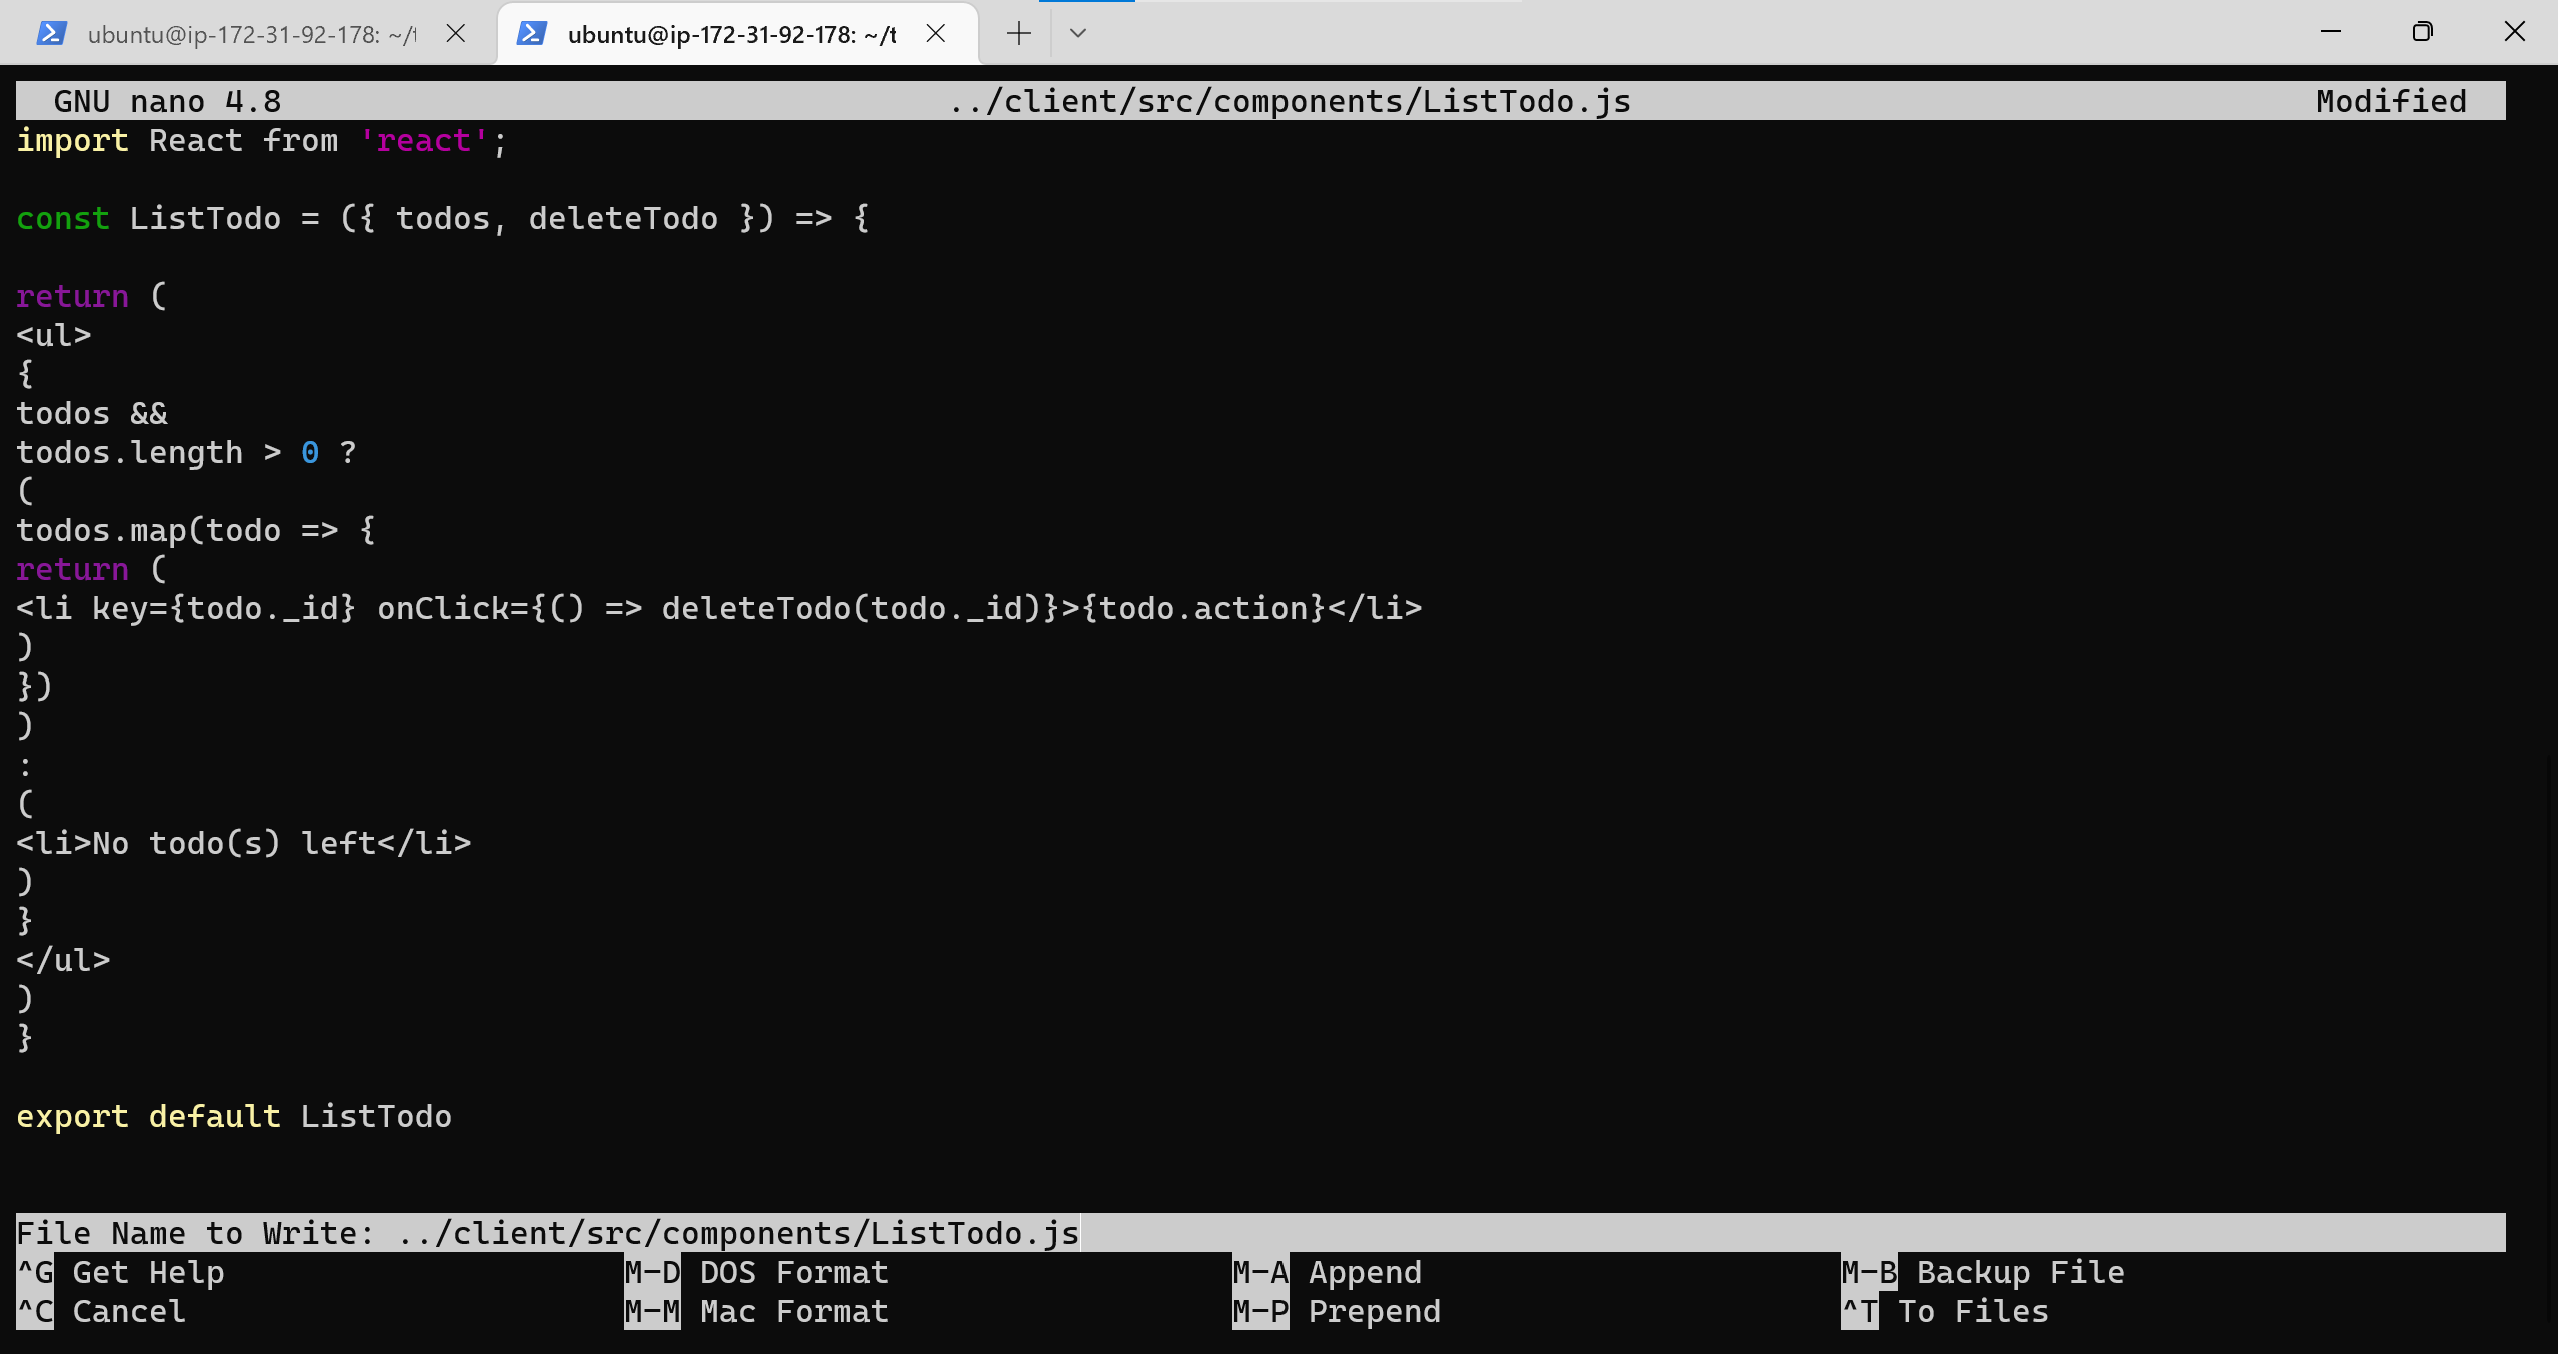 ubuntu@ip-172-31-92-178: ~/t
ubuntu@ip-172-31-92-178: ~/t
GNU nano 4.8 ../client/src/components/ListTodo.js Modified
import React from 'react';
const ListTodo = ({ todos, deleteTodo }) => {
return (
<ul>
{
todos &&
todos.length > 0 ?
(
todos.map(todo => {
return (
<li key={todo._id} onClick={() => deleteTodo(todo._id)}>{todo.action}</li>
)
})
)
:
(
<li>No todo(s) left</li>
)
}
</ul>
)
}
export default ListTodo
File Name to Write: ../client/src/components/ListTodo.js
^G Get Help M-D DOS Format M-A Append M-B Backup File
^C Cancel M-M Mac Format M-P Prepend ^T To Files